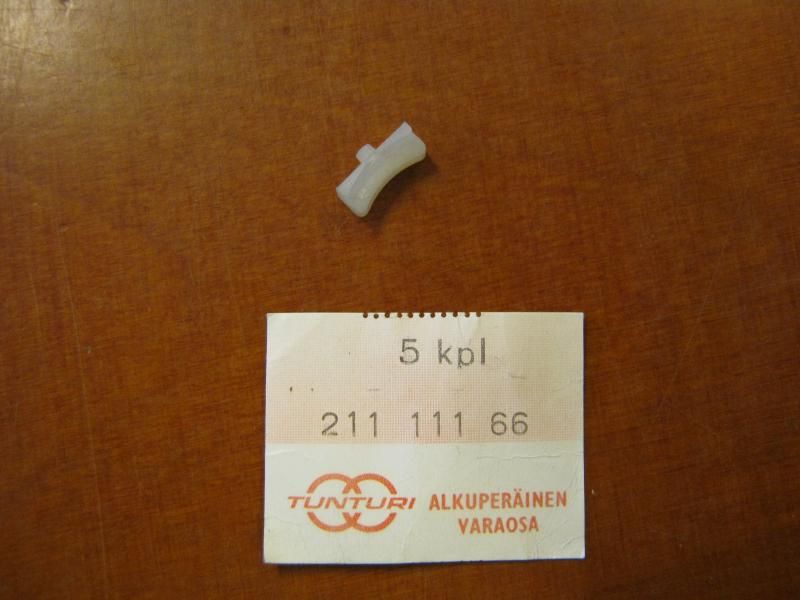 5 kpl
211 111 66
TUNTURI
ALKUPERÄINEN
VARAOSA